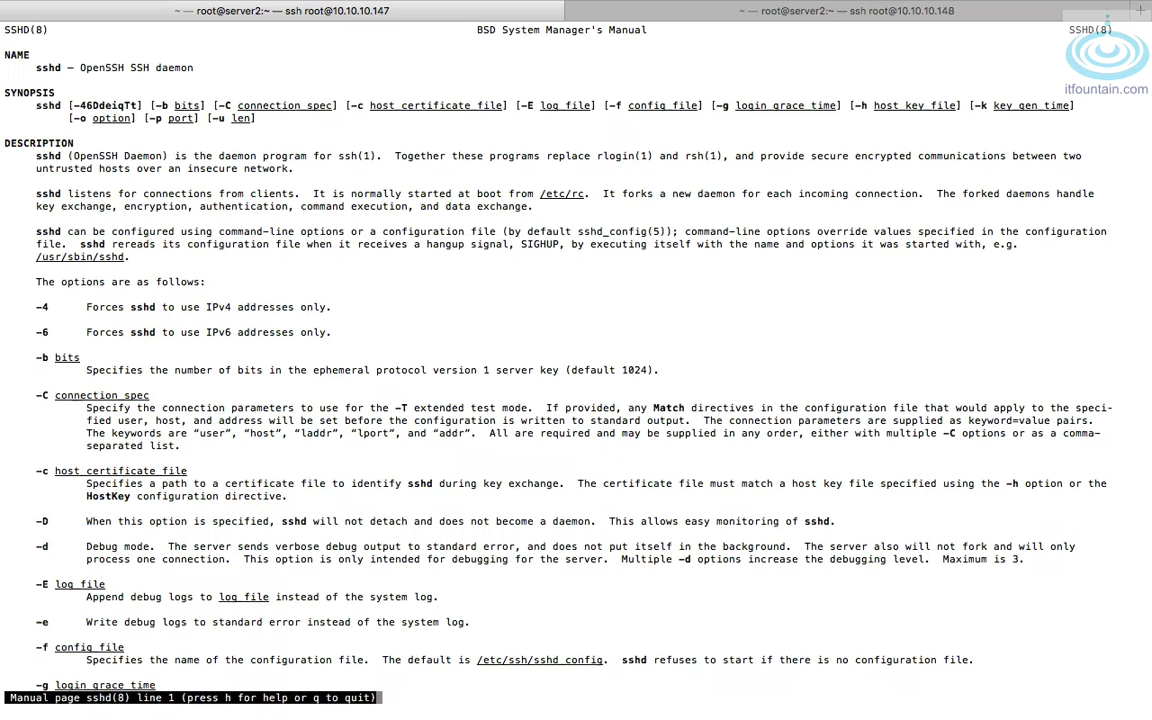 ~ — root@server2:~ — ssh root@10.10.10.147
~ — root@server2:~ — ssh root@10.10.10.148
+
SSHD(8) BSD System Manager's Manual SSHD(8)
itfountain.com
NAME
sshd — OpenSSH SSH daemon
SYNOPSIS
sshd [-46DdeiqTt] [-b bits] [-C connection_spec] [-c host_certificate_file] [-E log_file] [-f config_file] [-g login_grace_time] [-h host_key_file] [-k key_gen_time]
[-o option] [-p port] [-u len]
DESCRIPTION
sshd (OpenSSH Daemon) is the daemon program for ssh(1). Together these programs replace rlogin(1) and rsh(1), and provide secure encrypted communications between two
untrusted hosts over an insecure network.
sshd listens for connections from clients. It is normally started at boot from /etc/rc. It forks a new daemon for each incoming connection. The forked daemons handle
key exchange, encryption, authentication, command execution, and data exchange.
sshd can be configured using command-line options or a configuration file (by default sshd_config(5)); command-line options override values specified in the configuration
file. sshd rereads its configuration file when it receives a hangup signal, SIGHUP, by executing itself with the name and options it was started with, e.g.
/usr/sbin/sshd.
The options are as follows:
-4 Forces sshd to use IPv4 addresses only.
-6 Forces sshd to use IPv6 addresses only.
-b bits
Specifies the number of bits in the ephemeral protocol version 1 server key (default 1024).
-C connection_spec
Specify the connection parameters to use for the -T extended test mode. If provided, any Match directives in the configuration file that would apply to the speci-
fied user, host, and address will be set before the configuration is written to standard output. The connection parameters are supplied as keyword=value pairs.
The keywords are “user”, “host”, “laddr”, “lport”, and “addr”. All are required and may be supplied in any order, either with multiple -C options or as a comma-
separated list.
-c host_certificate_file
Specifies a path to a certificate file to identify sshd during key exchange. The certificate file must match a host key file specified using the -h option or the
HostKey configuration directive.
-D When this option is specified, sshd will not detach and does not become a daemon. This allows easy monitoring of sshd.
-d Debug mode. The server sends verbose debug output to standard error, and does not put itself in the background. The server also will not fork and will only
process one connection. This option is only intended for debugging for the server. Multiple -d options increase the debugging level. Maximum is 3.
-E log_file
Append debug logs to log_file instead of the system log.
-e Write debug logs to standard error instead of the system log.
-f config_file
Specifies the name of the configuration file. The default is /etc/ssh/sshd_config. sshd refuses to start if there is no configuration file.
-g login_grace_time
Manual page sshd(8) line 1 (press h for help or q to quit)